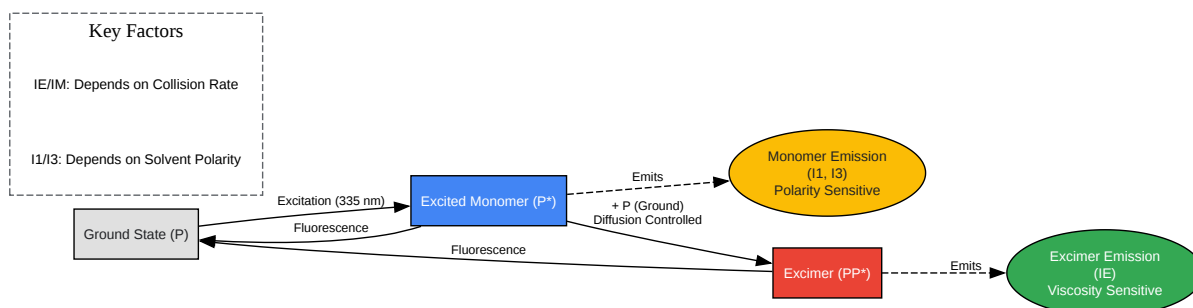 Key Factors
IE/IM: Depends on Collision Rate
I1/I3: Depends on Solvent Polarity
Ground State (P)
Excitation (335 nm)
Fluorescence
Fluorescence
Excited Monomer (P*)
Emits
+ P (Ground)
Diffusion Controlled
Monomer Emission
(I1, I3)
Polarity Sensitive
Excimer (PP*)
Emits
Excimer Emission
(IE)
Viscosity Sensitive